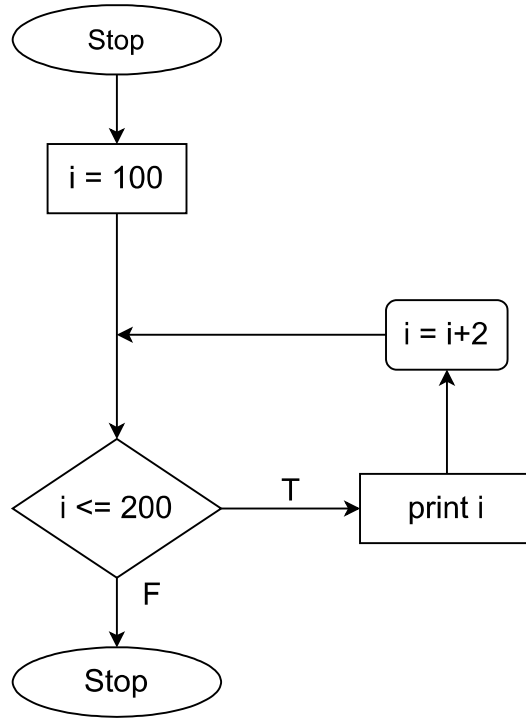 Stop
i = 100
i = i+2
i <= 200
T
print i
F
Stop